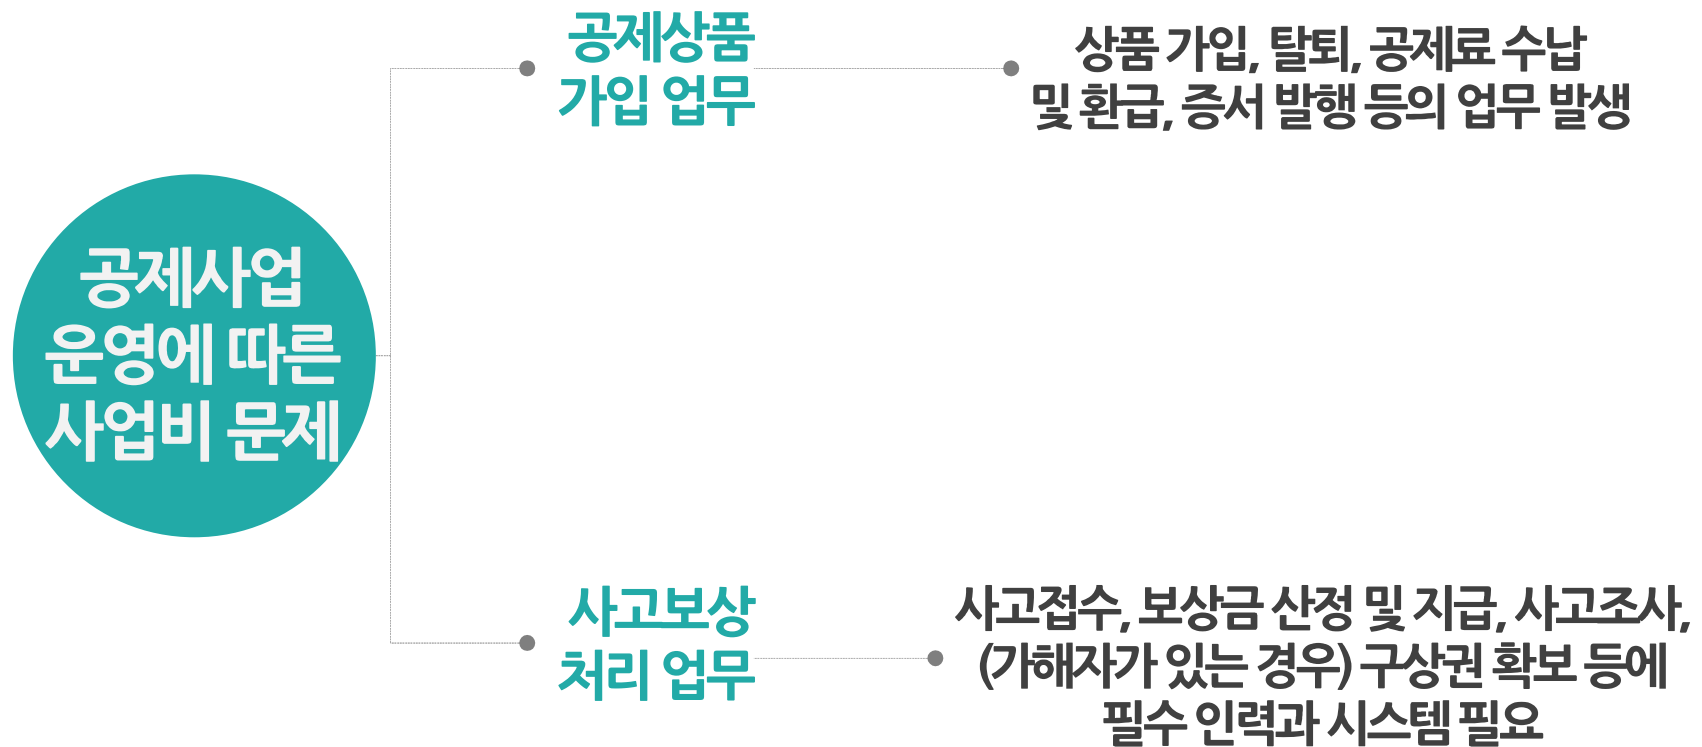 공제사업
운영에 따른
사업비 문제
공제상품
가입 업무
상품 가입, 탈퇴, 공제료 수납
및 환급, 증서 발행 등의 업무 발생
사고보상
처리 업무
사고접수, 보상금 산정 및 지급, 사고조사,
(가해자가 있는 경우) 구상권 확보 등에
필수 인력과 시스템 필요